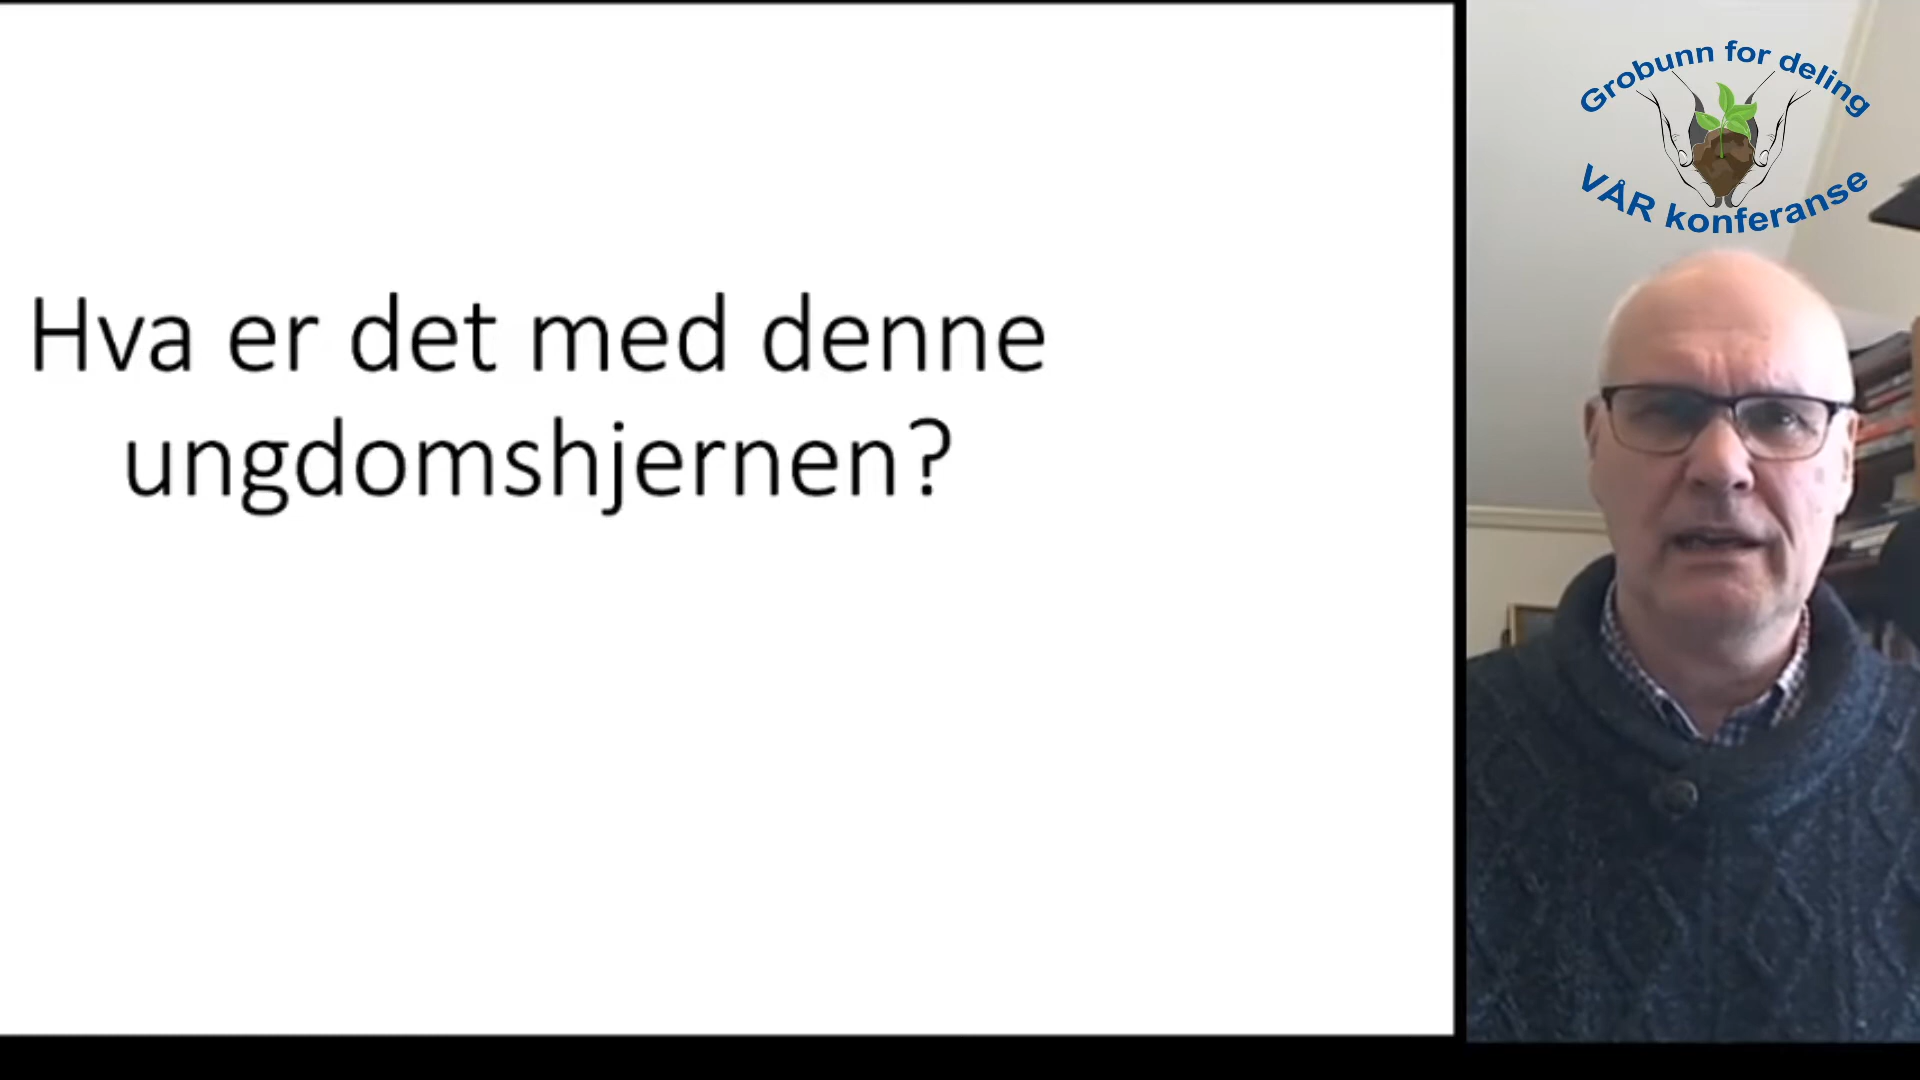 Hva er det med denne
ungdomshjernen?
Grobunn for deling
VÅR konferanse